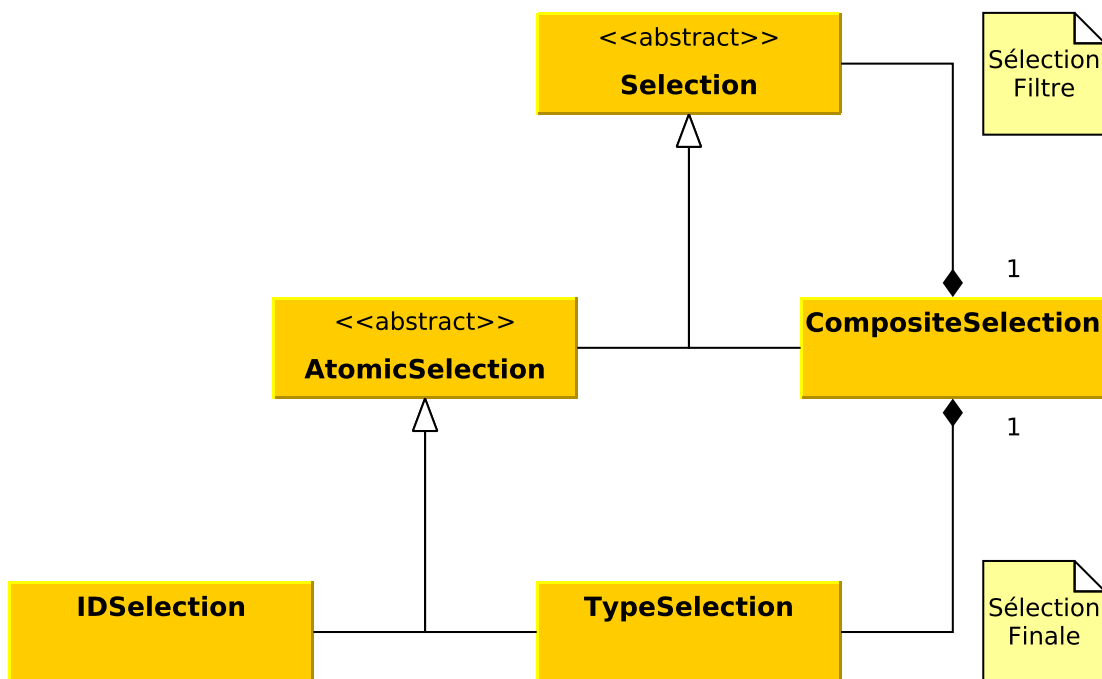 <<abstract>>
Selection
Sélection
Filtre
1
<<abstract>>
AtomicSelection
CompositeSelection
1
IDSelection
TypeSelection
Sélection
Finale